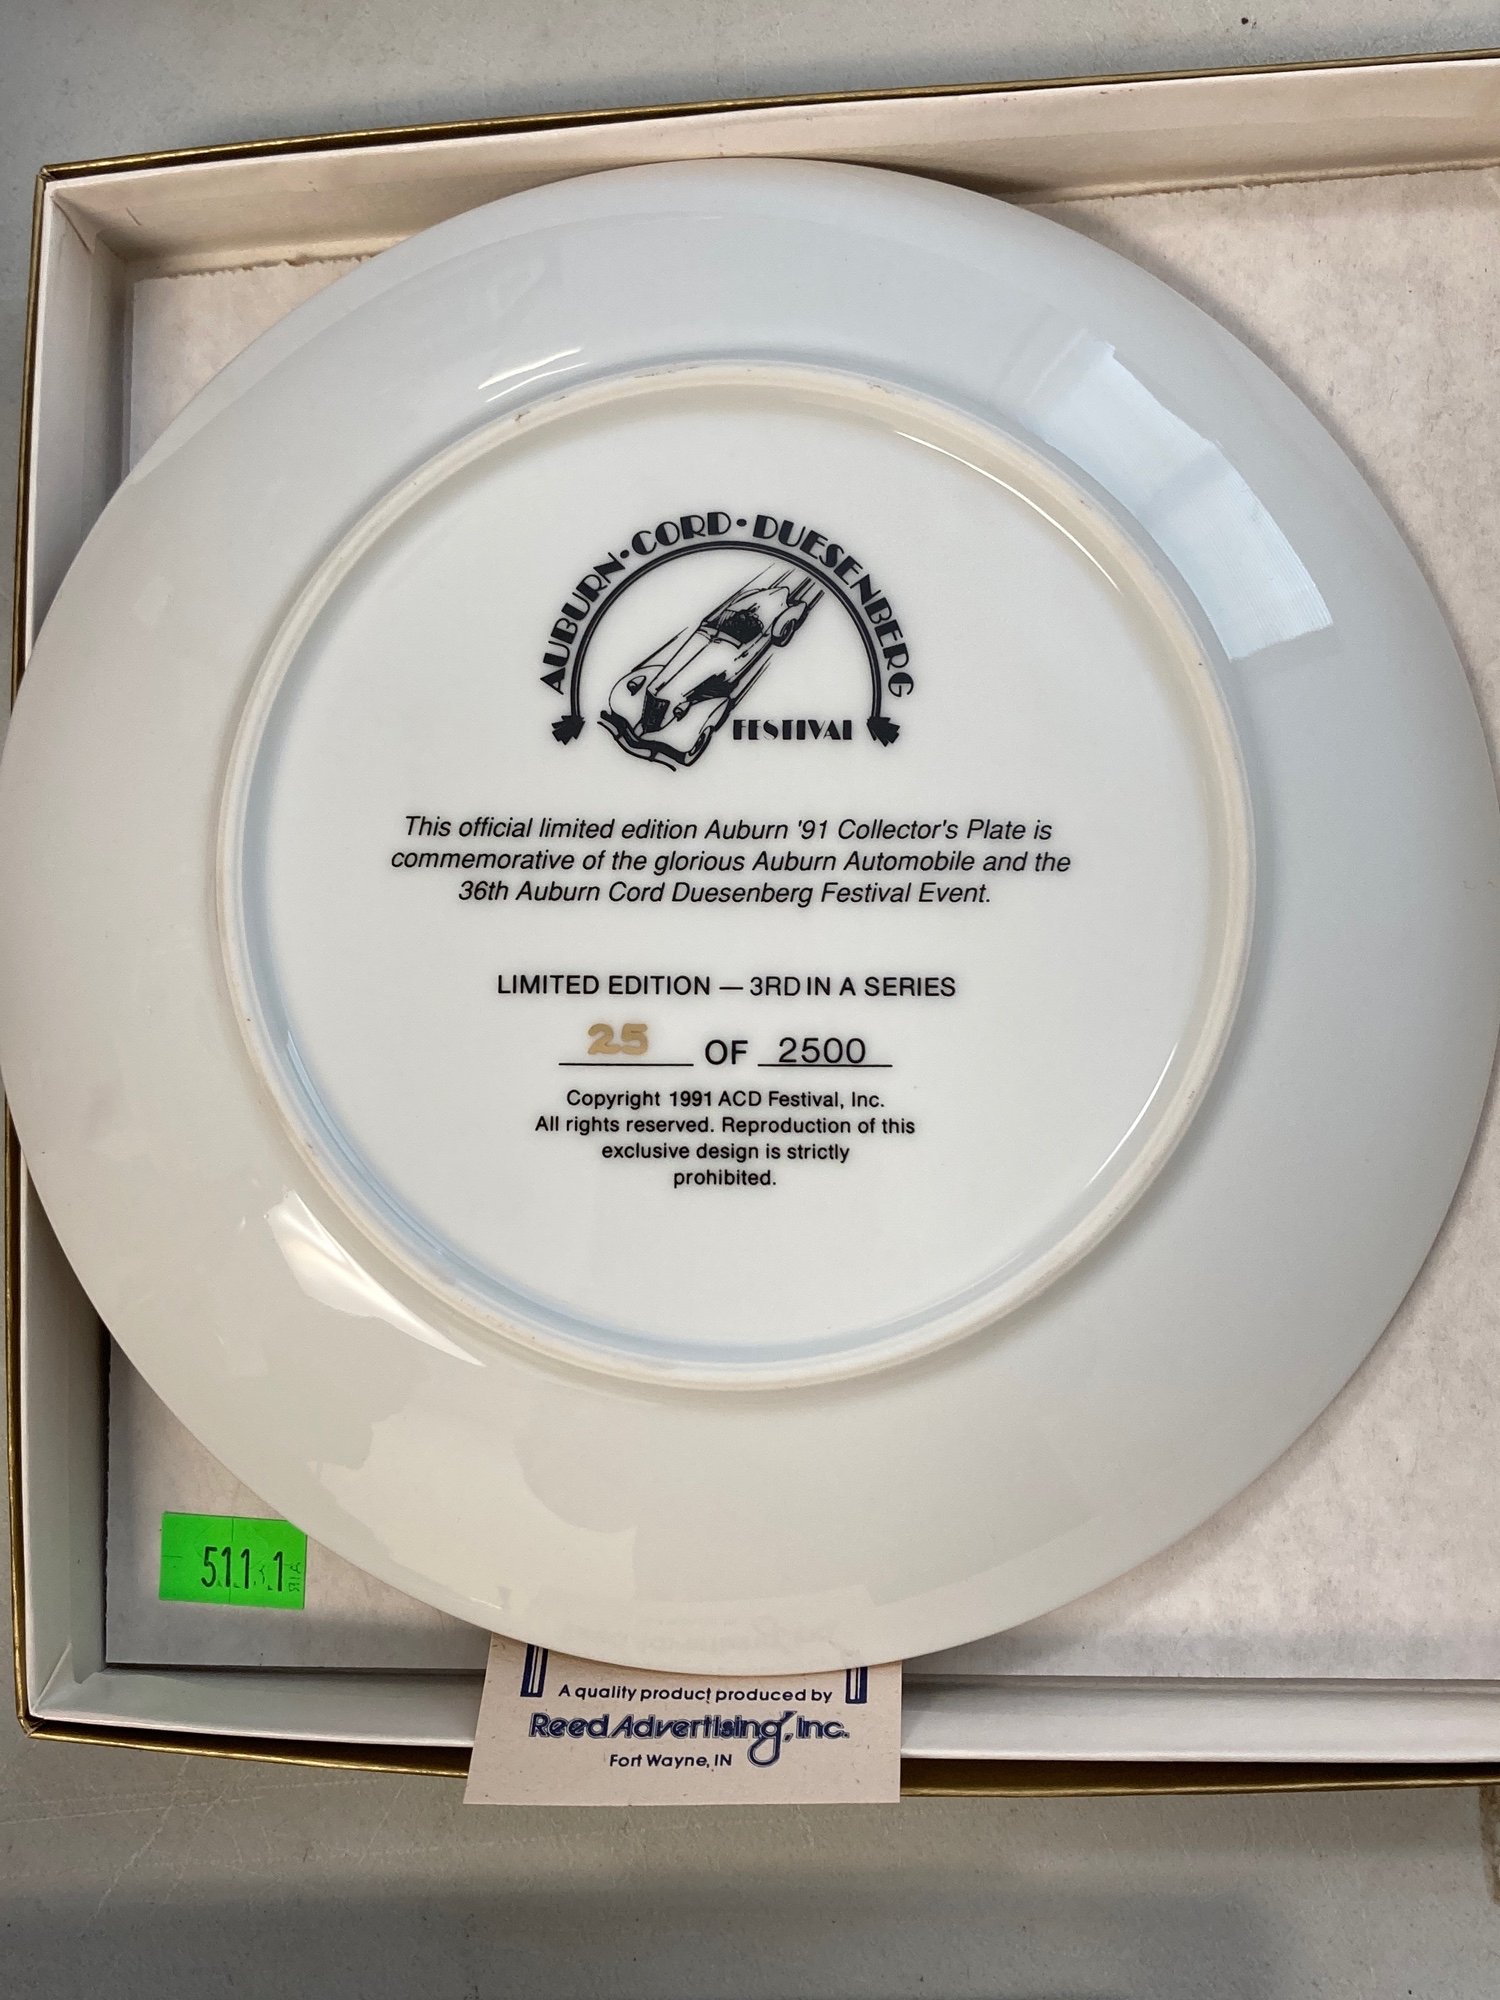 AUBURN • CORD • DUESENBERG
FESTIVAL
This official limited edition Auburn '91 Collector's Plate is
commemorative of the glorious Auburn Automobile and the
36th Auburn Cord Duesenberg Festival Event.
LIMITED EDITION — 3RD IN A SERIES
25 OF 2500
Copyright 1991 ACD Festival, Inc.
All rights reserved. Reproduction of this
exclusive design is strictly
prohibited.
511.1
A quality product produced by
Reed Advertising, Inc.
Fort Wayne, IN